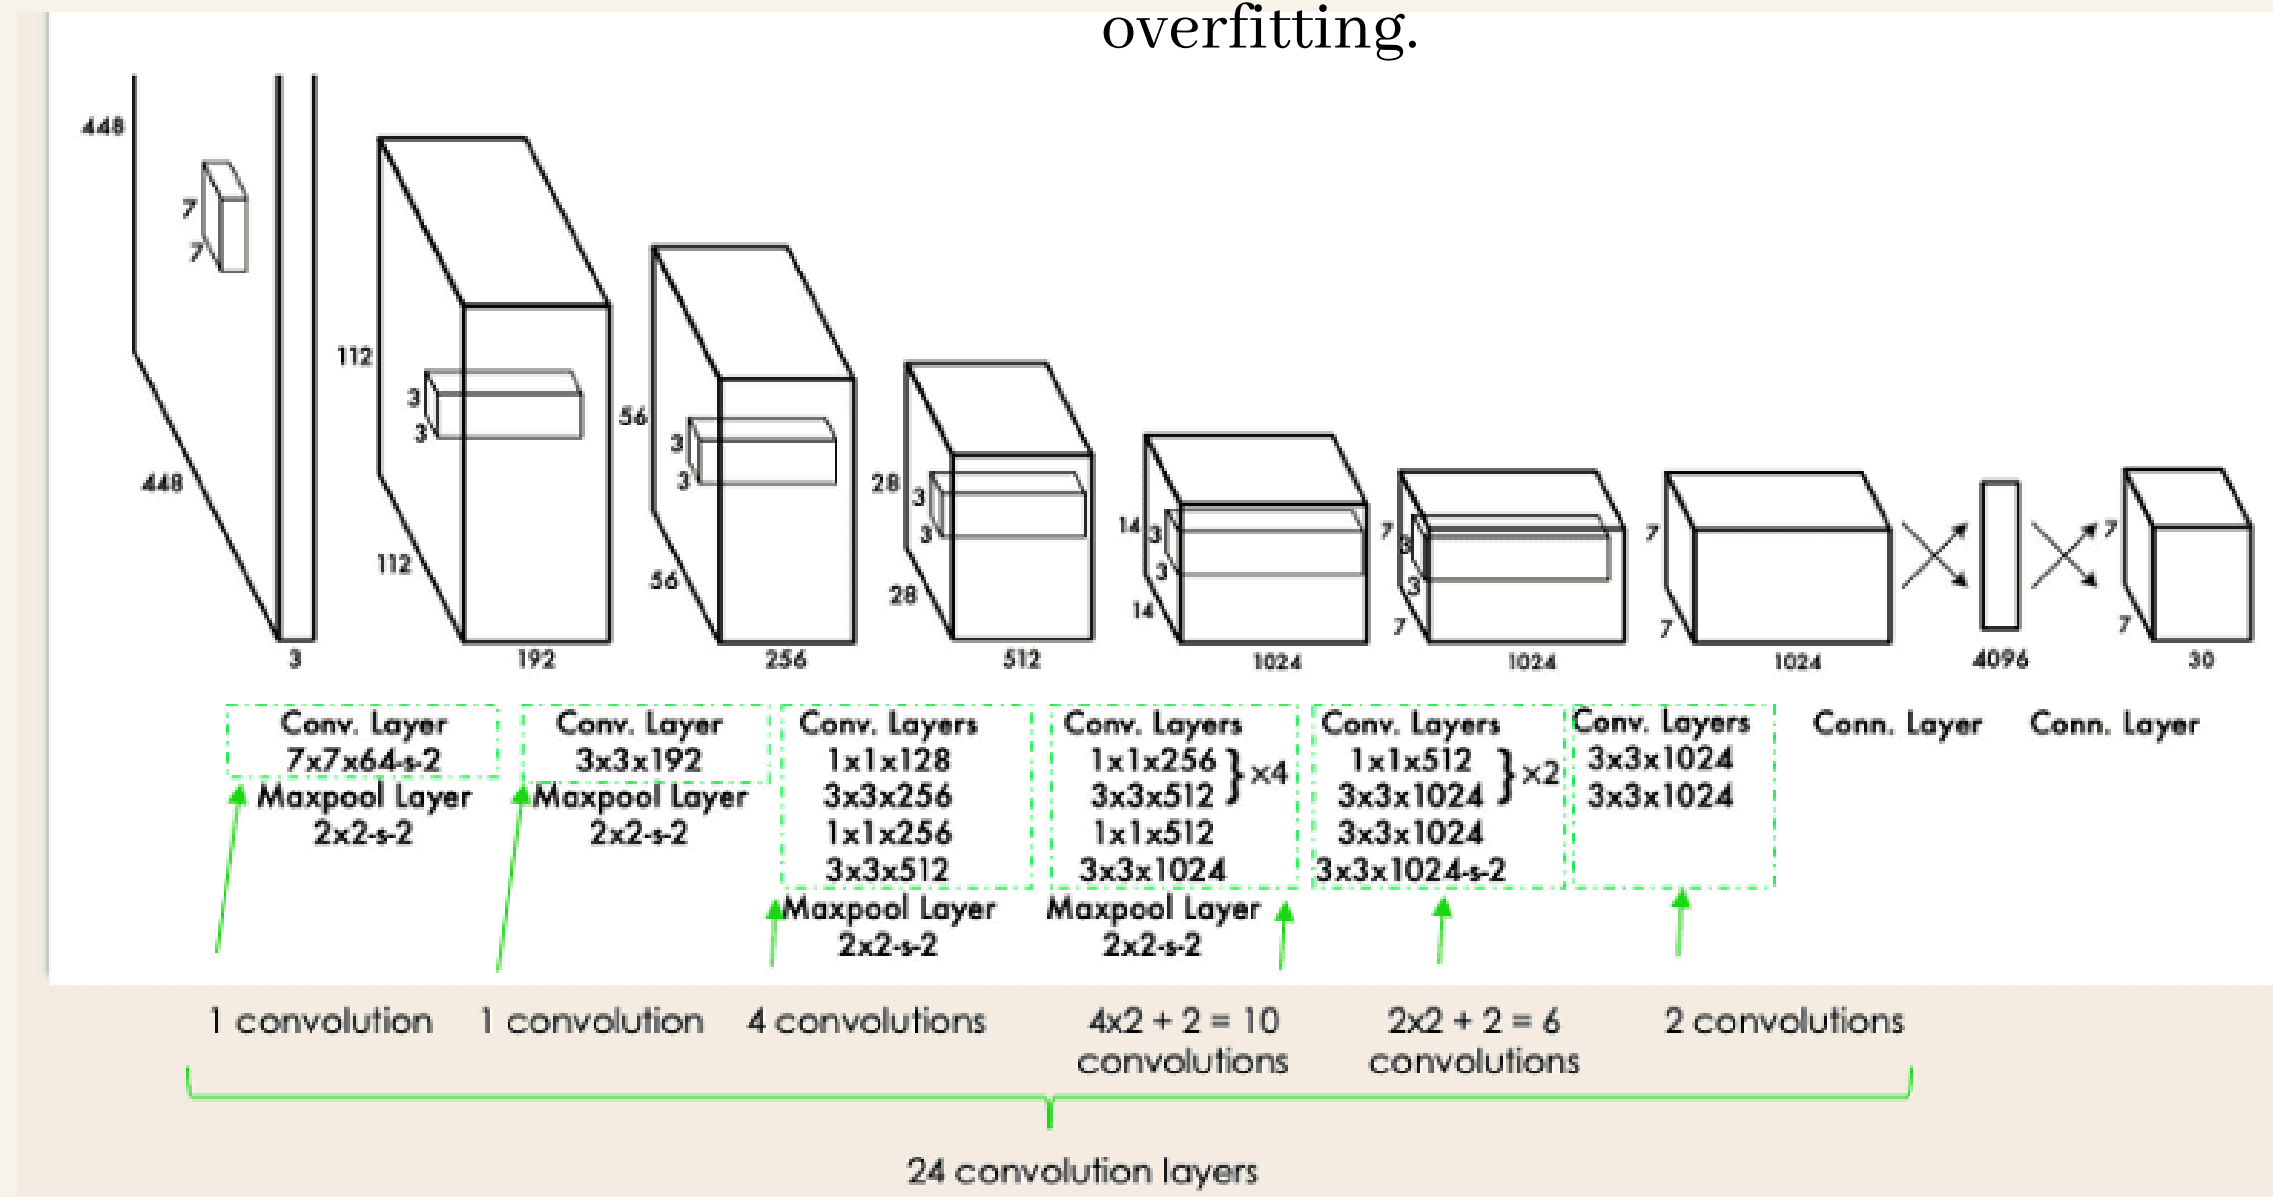 overfitting.
448
7
7
448
3
112
3
3
112
192
56
3
3
56
256
28
3
3
28
512
14
3
3
14
1024
7
3
3
7
1024
7
7
1024
4096
7
7
30
Conv. Layer
7x7x64-s-2
Maxpool Layer
2x2-s-2
Conv. Layer
3x3x192
Maxpool Layer
2x2-s-2
Conv. Layers
1x1x128
3x3x256
1x1x256
3x3x512
Maxpool Layer
2x2-s-2
Conv. Layers
1x1x256
3x3x512
}x4
1x1x512
3x3x1024
Maxpool Layer
2x2-s-2
Conv. Layers
1x1x512
3x3x1024
}x2
3x3x1024
3x3x1024-s-2
Conv. Layers
3x3x1024
3x3x1024
Conn. Layer
Conn. Layer
1 convolution
1 convolution
4 convolutions
4x2 + 2 = 10
convolutions
2x2 + 2 = 6
convolutions
2 convolutions
24 convolution layers